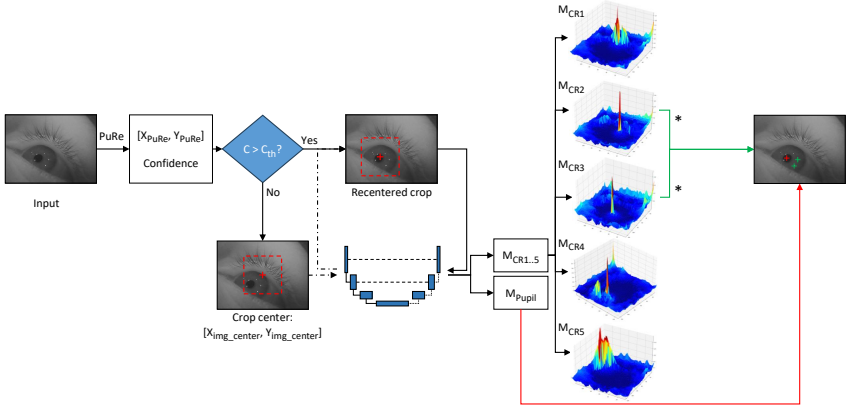 M_CR1
M_CR2
PuRe
[X_PuRe, Y_PuRe]
Confidence
C > C_th?
Yes
*
Input
No
Recentered crop
M_CR3
*
M_CR4
M_CR1..5
M_Pupil
Crop center:
[X_img_center, Y_img_center]
M_CR5